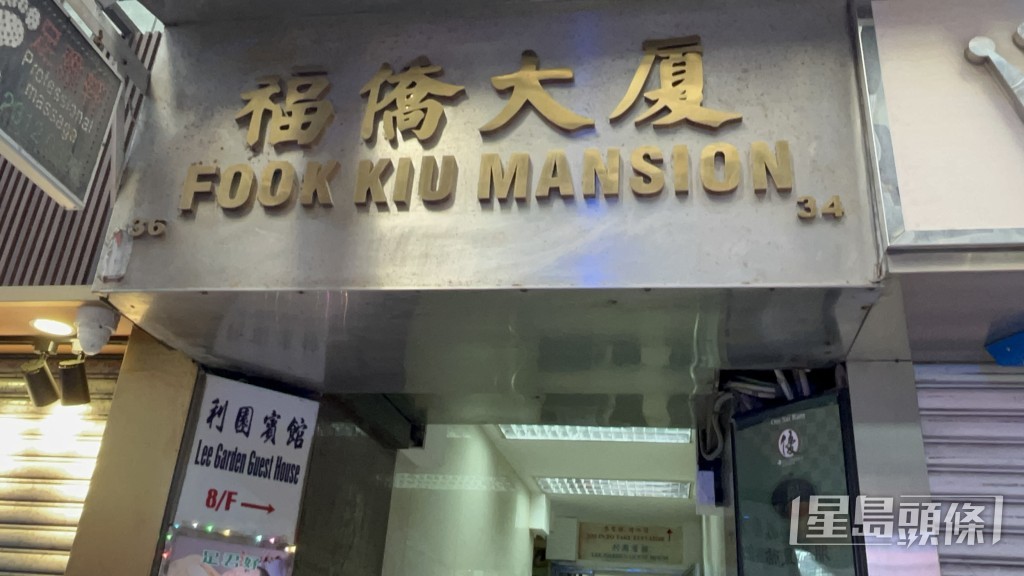 福僑大厦
FOOK KIU MANSION
36
34
Professional
massage
利園賓館
Lee Garden Guest House
8/F
星島頭條